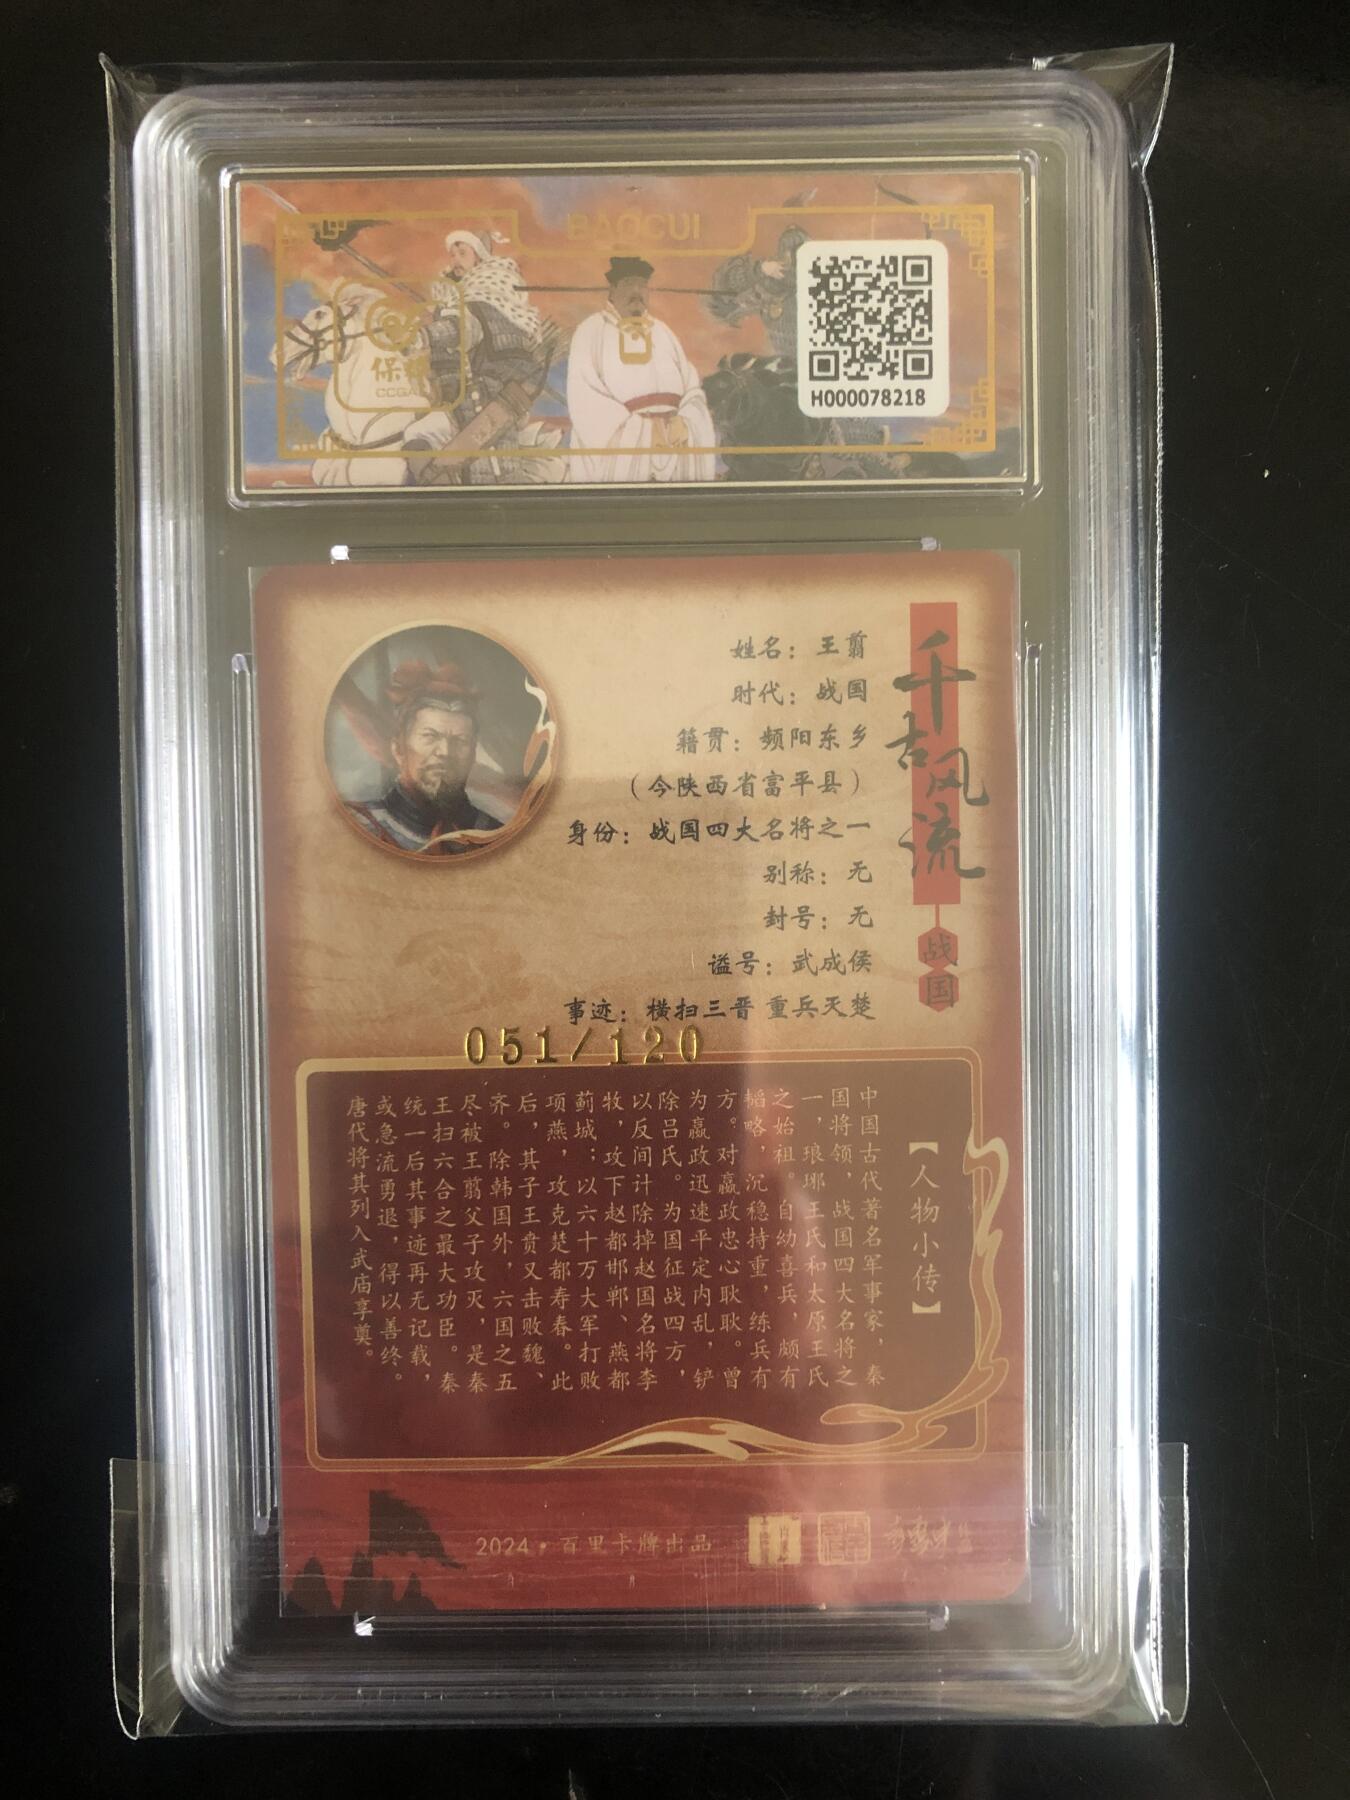 BAOCUI
保粹
H000078218
千古风流
战国
姓名：王翦
时代：战国
籍贯：频阳东乡
（今陕西省富平县）
身份：战国四大名将之一
别称：无
封号：无
谥号：武成侯
事迹：横扫三晋 重兵灭楚
051/120
【人物小传】
中国古代著名军事家，秦
国将领，战国四大名将之
一，琅琊王氏和太原王氏
之始祖。自幼喜兵，颇有
韬略，沉稳持重，练兵有
方。对嬴政忠心耿耿。曾
为嬴政迅速平定内乱，铲
除吕氏。为国征战四方，
以反间计除掉赵国名将李
牧，攻下赵都邯郸、燕都
蓟城；以六十万大军打败
项燕，攻克楚都寿春。此
后，其子王贲又击败魏、
齐。除韩国外，六国之五
尽被王翦父子攻灭，是秦
王扫六合之最大功臣。秦
统一后其事迹再无记载，
或急流勇退，得以善终。
唐代将其列入武庙享奠。
2024·百里卡牌出品